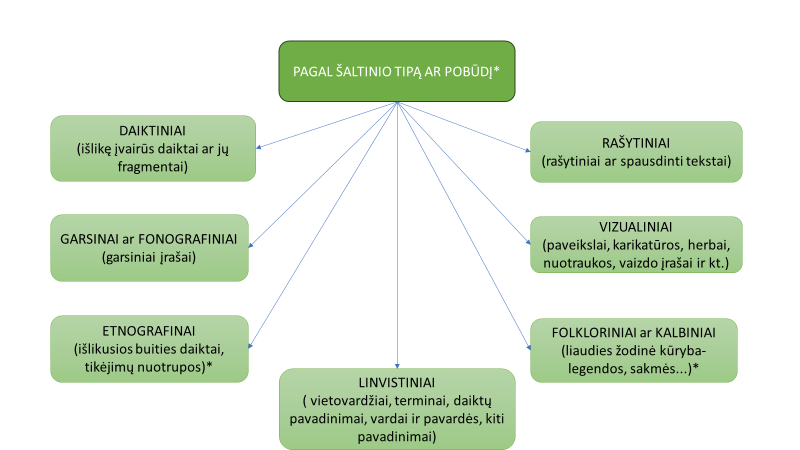 PAGAL ŠALTINIO TIPĄ AR POBŪDĮ*
DAIKTINIAI
(išlikę įvairūs daiktai ar jų
fragmentai)
RAŠYTINIAI
(rašytiniai ar spausdinti tekstai)
GARSINAI ar FONOGRAFINIAI
(garsiniai įrašai)
VIZUALINIAI
(paveikslai, karikatūros, herbai,
nuotraukos, vaizdo įrašai ir kt.)
ETNOGRAFINAI
(išlikusios buities daiktai,
tikėjimų nuotrupos)*
FOLKLORINIAI ar KALBINIAI
(liaudies žodinė kūryba-
legendos, sakmės...)*
LINVISTINIAI
( vietovardžiai, terminai, daiktų
pavadinimai, vardai ir pavardės, kiti
pavadinimai)